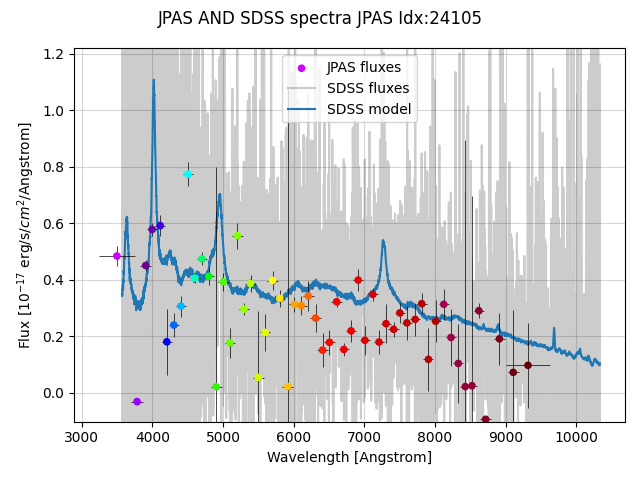 JPAS AND SDSS spectra JPAS Idx:24105
JPAS fluxes
SDSS fluxes
SDSS model
Flux [10⁻¹⁷ erg/s/cm²/Angstrom]
1.2
1.0
0.8
0.6
0.4
0.2
0.0
3000 4000 5000 6000 7000 8000 9000 10000
Wavelength [Angstrom]